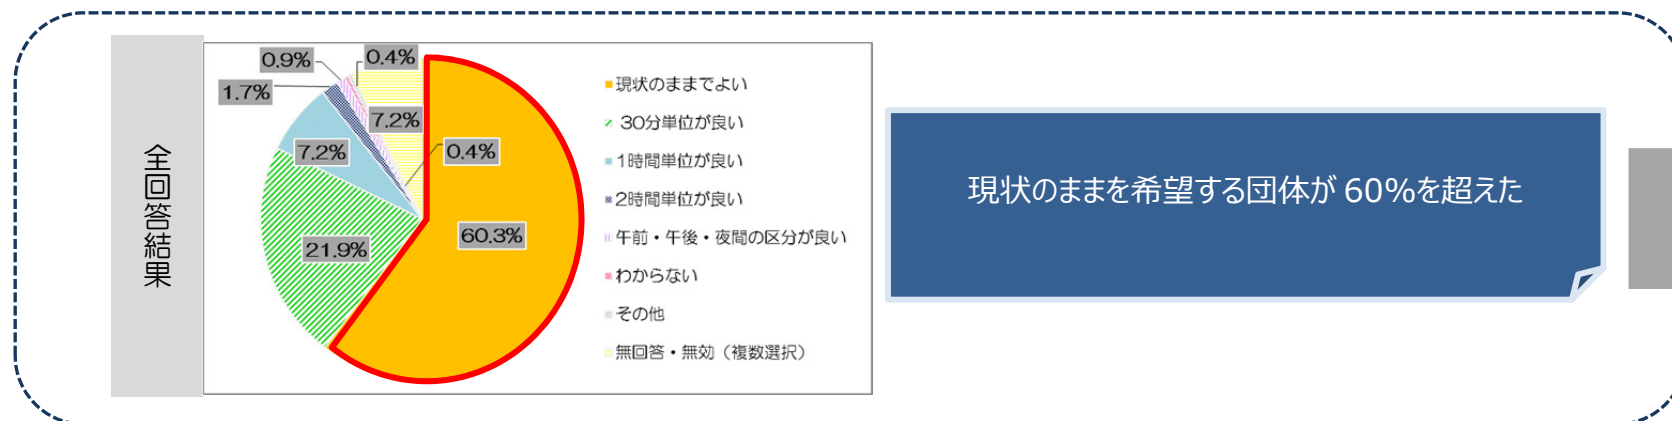 全回答結果
0.9%
0.4%
1.7%
7.2%
7.2%
0.4%
21.9%
60.3%
現状のままでよい
30分単位が良い
1時間単位が良い
2時間単位が良い
午前・午後・夜間の区分が良い
わからない
その他
無回答・無効（複数選択）
現状のままを希望する団体が 60%を超えた